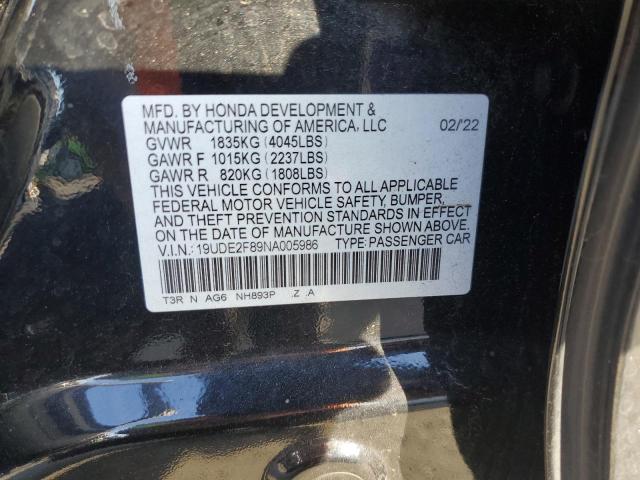 MFD. BY HONDA DEVELOPMENT &
MANUFACTURING OF AMERICA, LLC 02/'22
GVWR 1835KG (4045LBS)
GAWR F 1015KG (2237LBS)
GAWR R 820KG (1808LBS)
THIS VEHICLE CONFORMS TO ALL APPLICABLE
FEDERAL MOTOR VEHICLE SAFETY, BUMPER,
AND THEFT PREVENTION STANDARDS IN EFFECT
ON THE DATE OF MANUFACTURE SHOWN ABOVE.
V.I.N.:19UDE2F89NA005986 TYPE:PASSENGER CAR
T3R N AG6 NH893P .Z .A